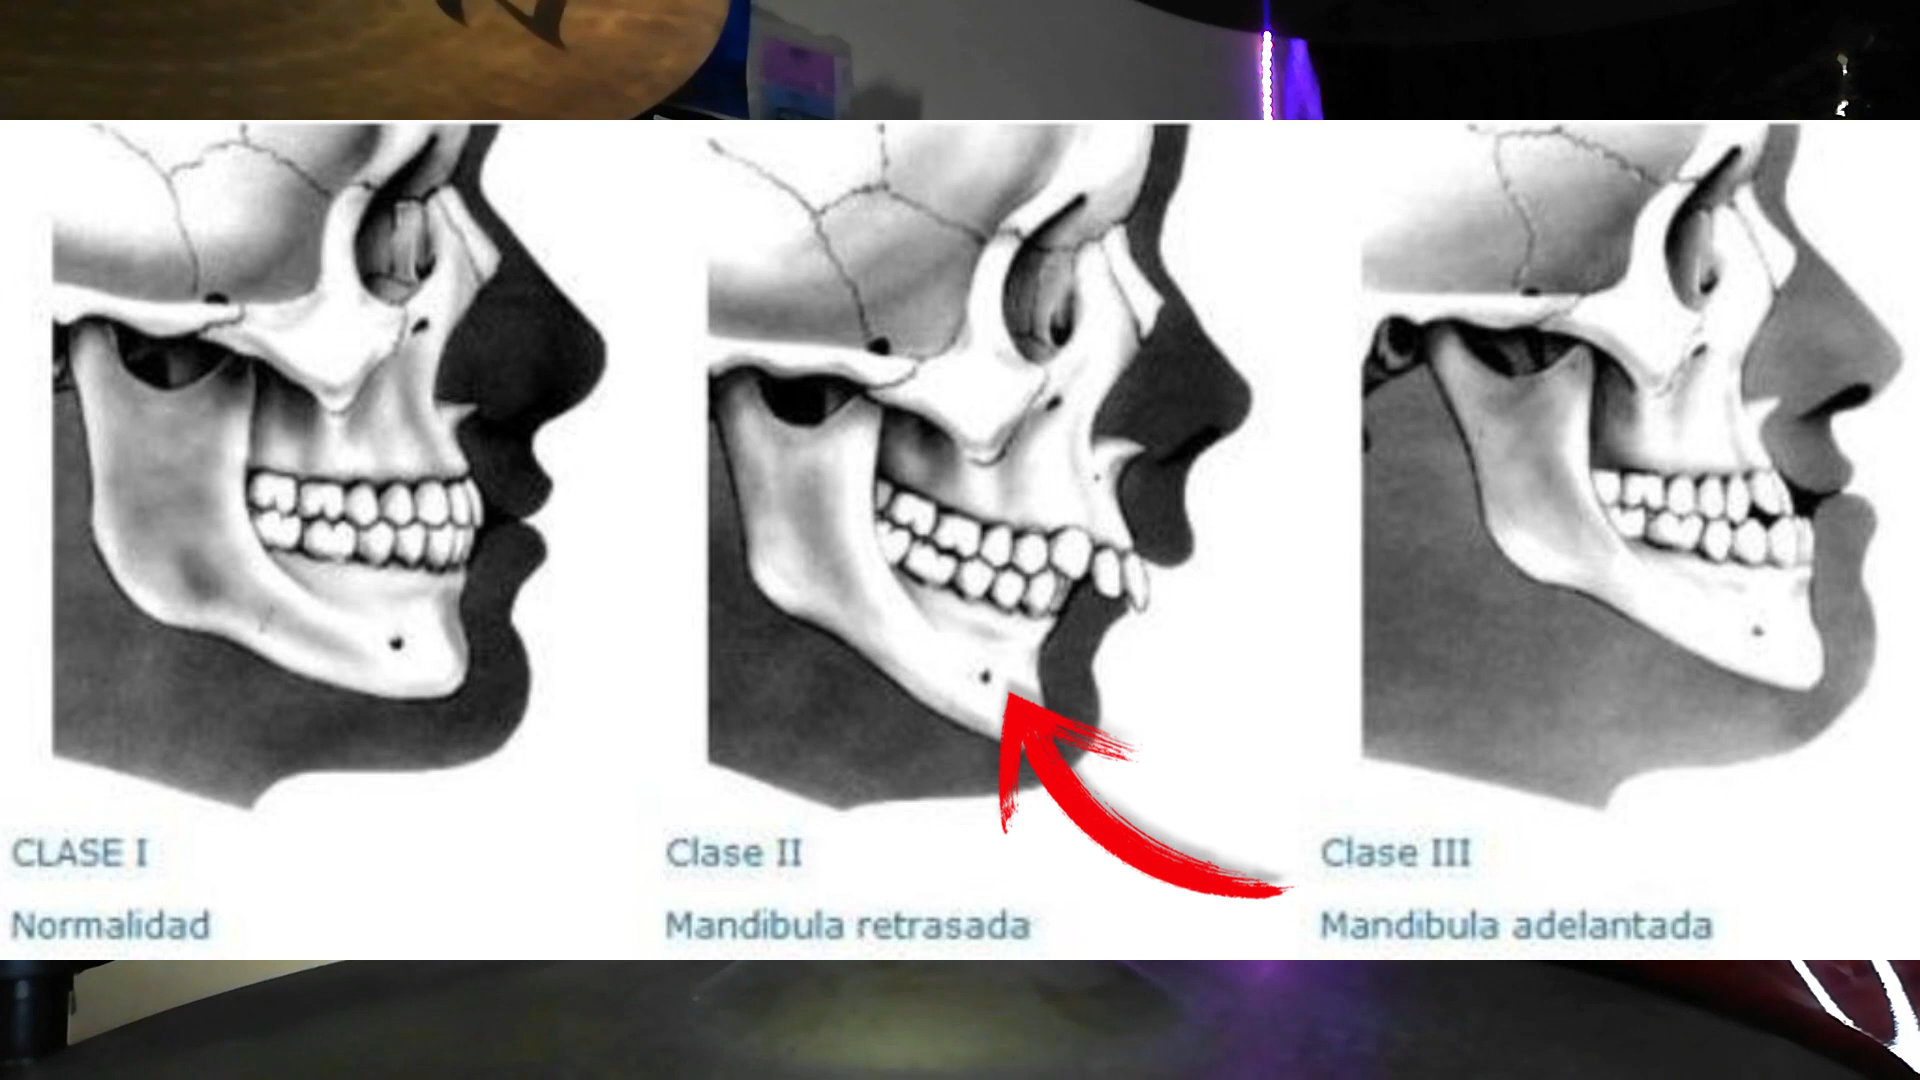 CLASE I
Normalidad
Clase II
Mandibula retrasada
Clase III
Mandibula adelantada